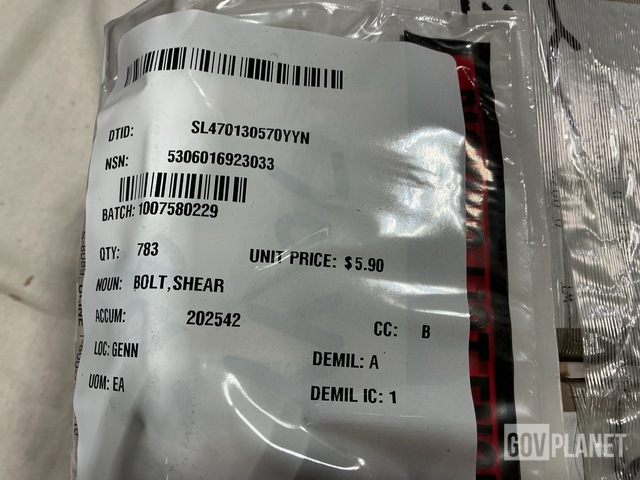 DTID: SL470130570YYN
NSN: 5306016923033
BATCH: 1007580229
QTY: 783 UNIT PRICE: $5.90
NOUN: BOLT,SHEAR
ACCUM: 202542 CC: B
LOC: GENN DEMIL: A
UOM: EA DEMIL IC: 1
GOVPLANET